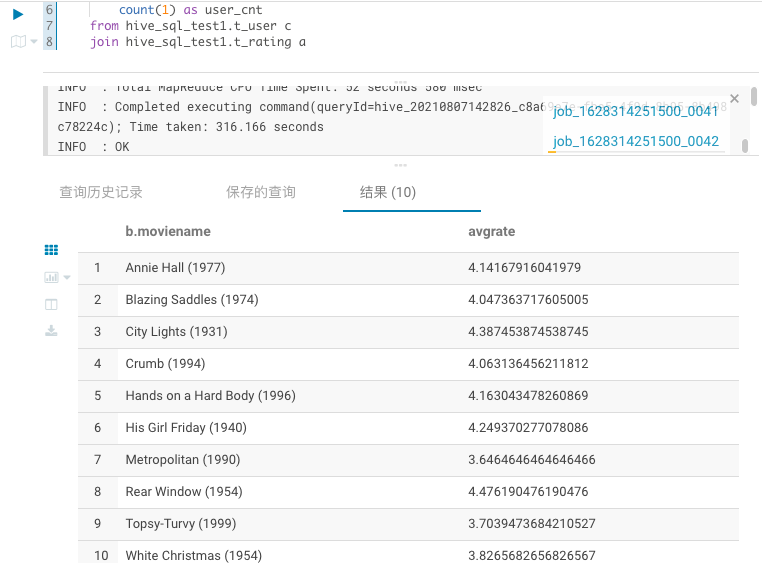 6 count(1) as user_cnt
7 from hive_sql_test1.t_user c
8 join hive_sql_test1.t_rating a
INFO : Total MapReduce CPU Time Spent: 52 seconds 580 msec
INFO : Completed executing command(queryId=hive_20210807142826_c8a6
job_1628314251500_0041
c78224c); Time taken: 316.166 seconds
INFO : OK
job_1628314251500_0042
查询历史记录 保存的查询 结果 (10)
b.moviename avgrate
1 Annie Hall (1977) 4.14167916041979
2 Blazing Saddles (1974) 4.047363717605005
3 City Lights (1931) 4.387453874538745
4 Crumb (1994) 4.063136456211812
5 Hands on a Hard Body (1996) 4.163043478260869
6 His Girl Friday (1940) 4.249370277078086
7 Metropolitan (1990) 3.6464646464646466
8 Rear Window (1954) 4.476190476190476
9 Topsy-Turvy (1999) 3.7039473684210527
10 White Christmas (1954) 3.8265682656826567